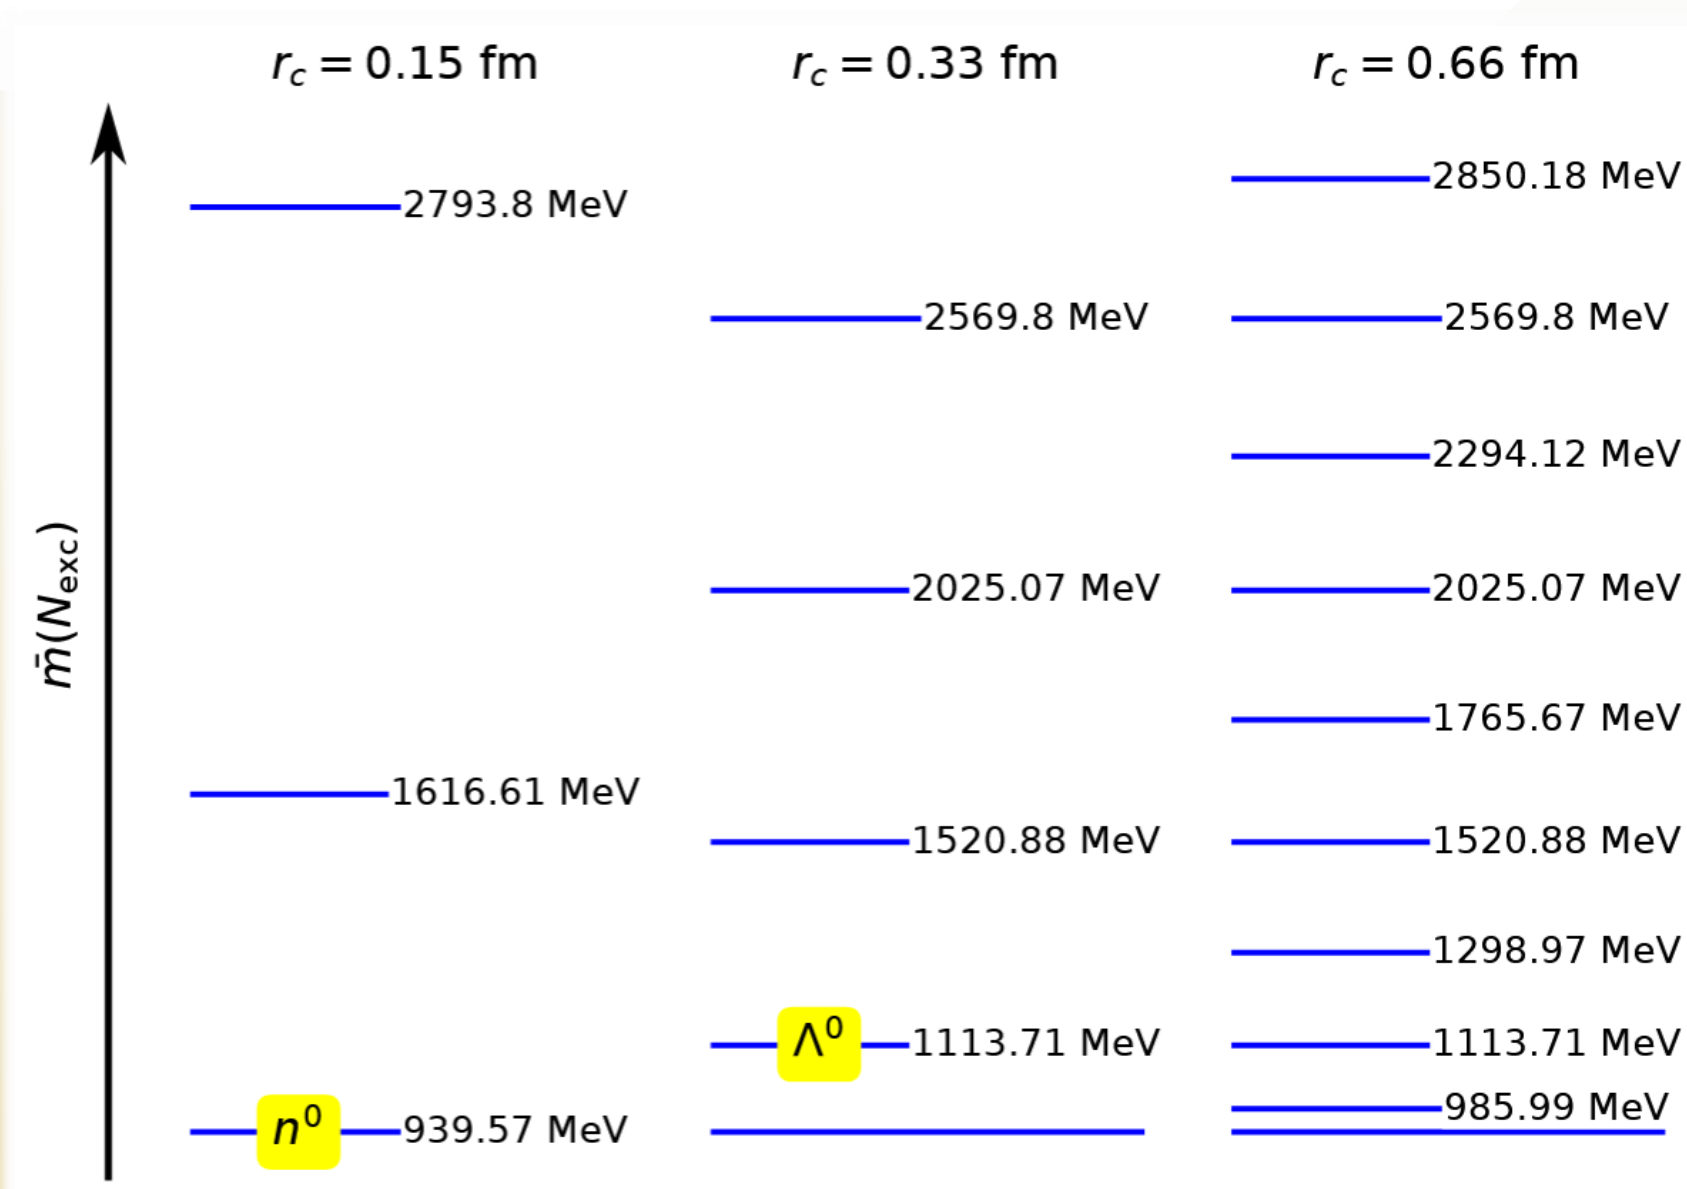 r_c = 0.15 fm
r_c = 0.33 fm
r_c = 0.66 fm
m̄(N_exc)
2793.8 MeV
1616.61 MeV
n⁰
939.57 MeV
2569.8 MeV
2025.07 MeV
1520.88 MeV
Λ⁰
1113.71 MeV
2850.18 MeV
2569.8 MeV
2294.12 MeV
2025.07 MeV
1765.67 MeV
1520.88 MeV
1298.97 MeV
1113.71 MeV
985.99 MeV